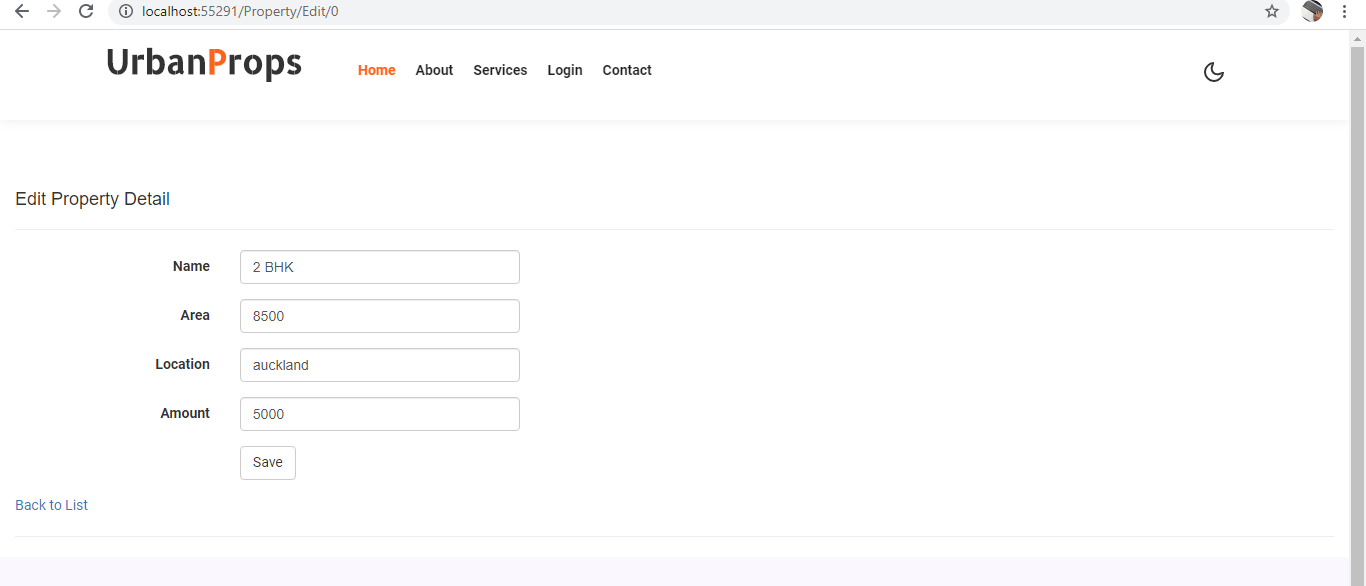 localhost:55291/Property/Edit/0
UrbanProps Home About Services Login Contact
Edit Property Detail
Name 2 BHK
Area 8500
Location auckland
Amount 5000
Save
Back to List